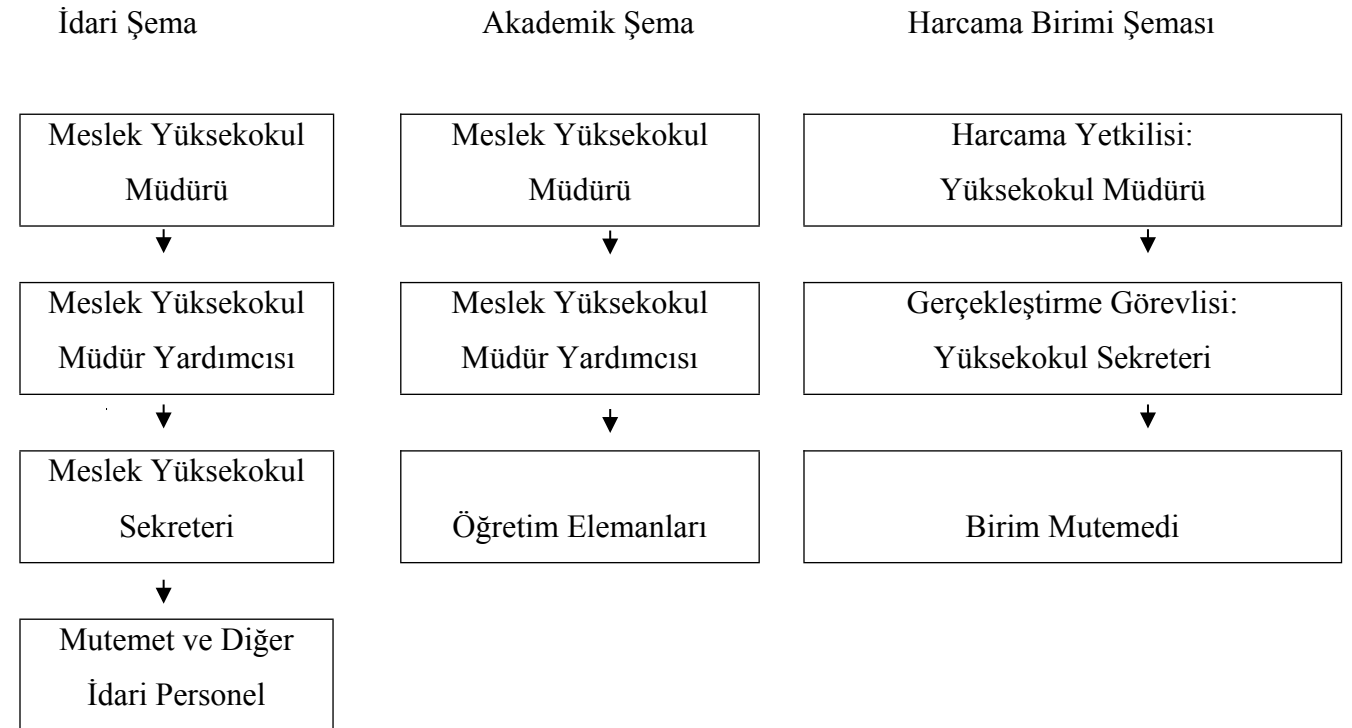 İdari Şema
Akademik Şema
Harcama Birimi Şeması
Meslek Yüksekokul
Müdürü
Meslek Yüksekokul
Müdür Yardımcısı
Meslek Yüksekokul
Sekreteri
Mutemet ve Diğer
İdari Personel
Meslek Yüksekokul
Müdürü
Meslek Yüksekokul
Müdür Yardımcısı
Öğretim Elemanları
Harcama Yetkilisi:
Yüksekokul Müdürü
Gerçekleştirme Görevlisi:
Yüksekokul Sekreteri
Birim Mutemedi